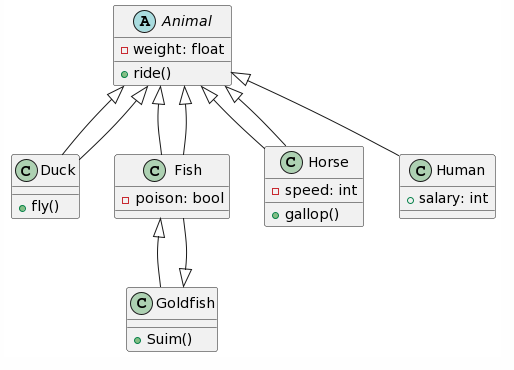 A Animal
weight: float
ride()
C Duck
fly()
C Fish
poison: bool
C Horse
speed: int
gallop()
C Human
salary: int
C Goldfish
Suim()